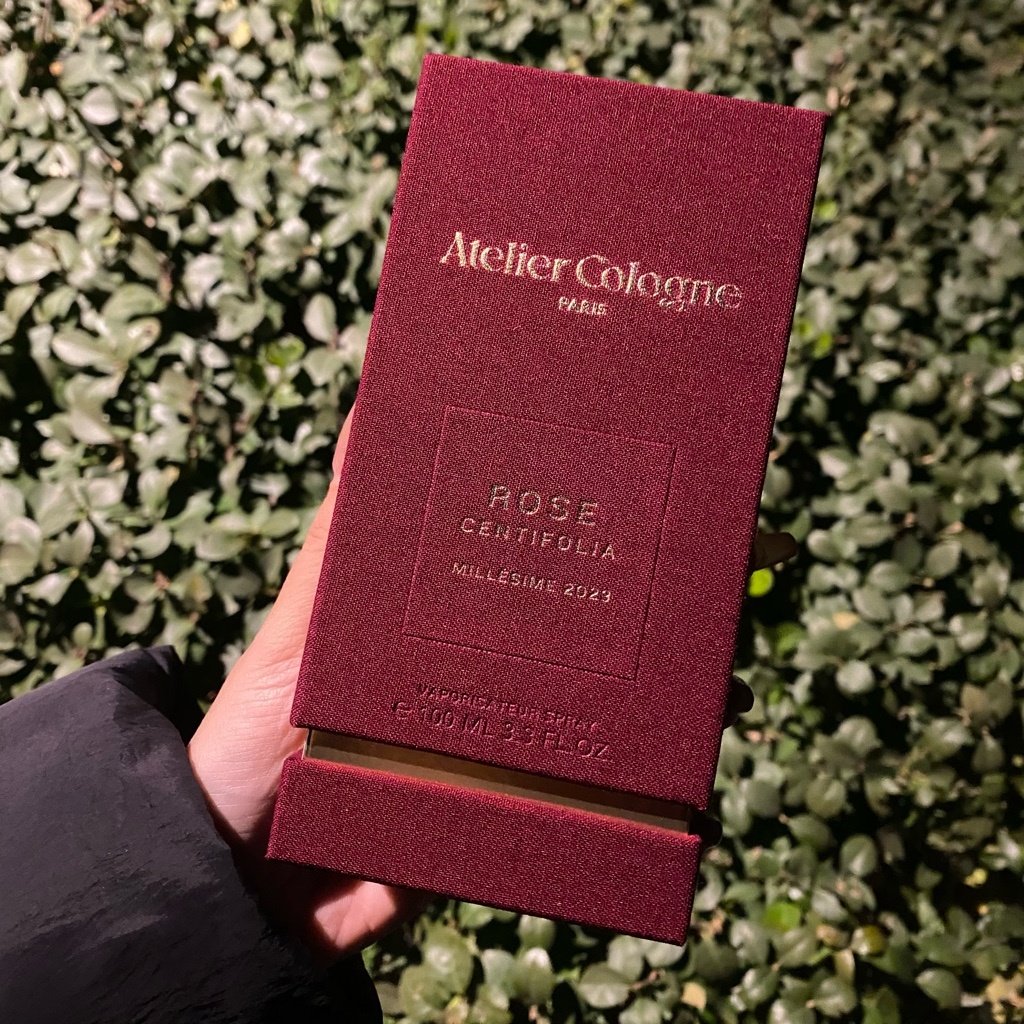 Atelier Cologne
PARIS
ROSE
CENTIFOLIA
MILLÉSIME 2023
VAPORISATEUR SPRAY
℮ 100 ML 3.3 FL.OZ